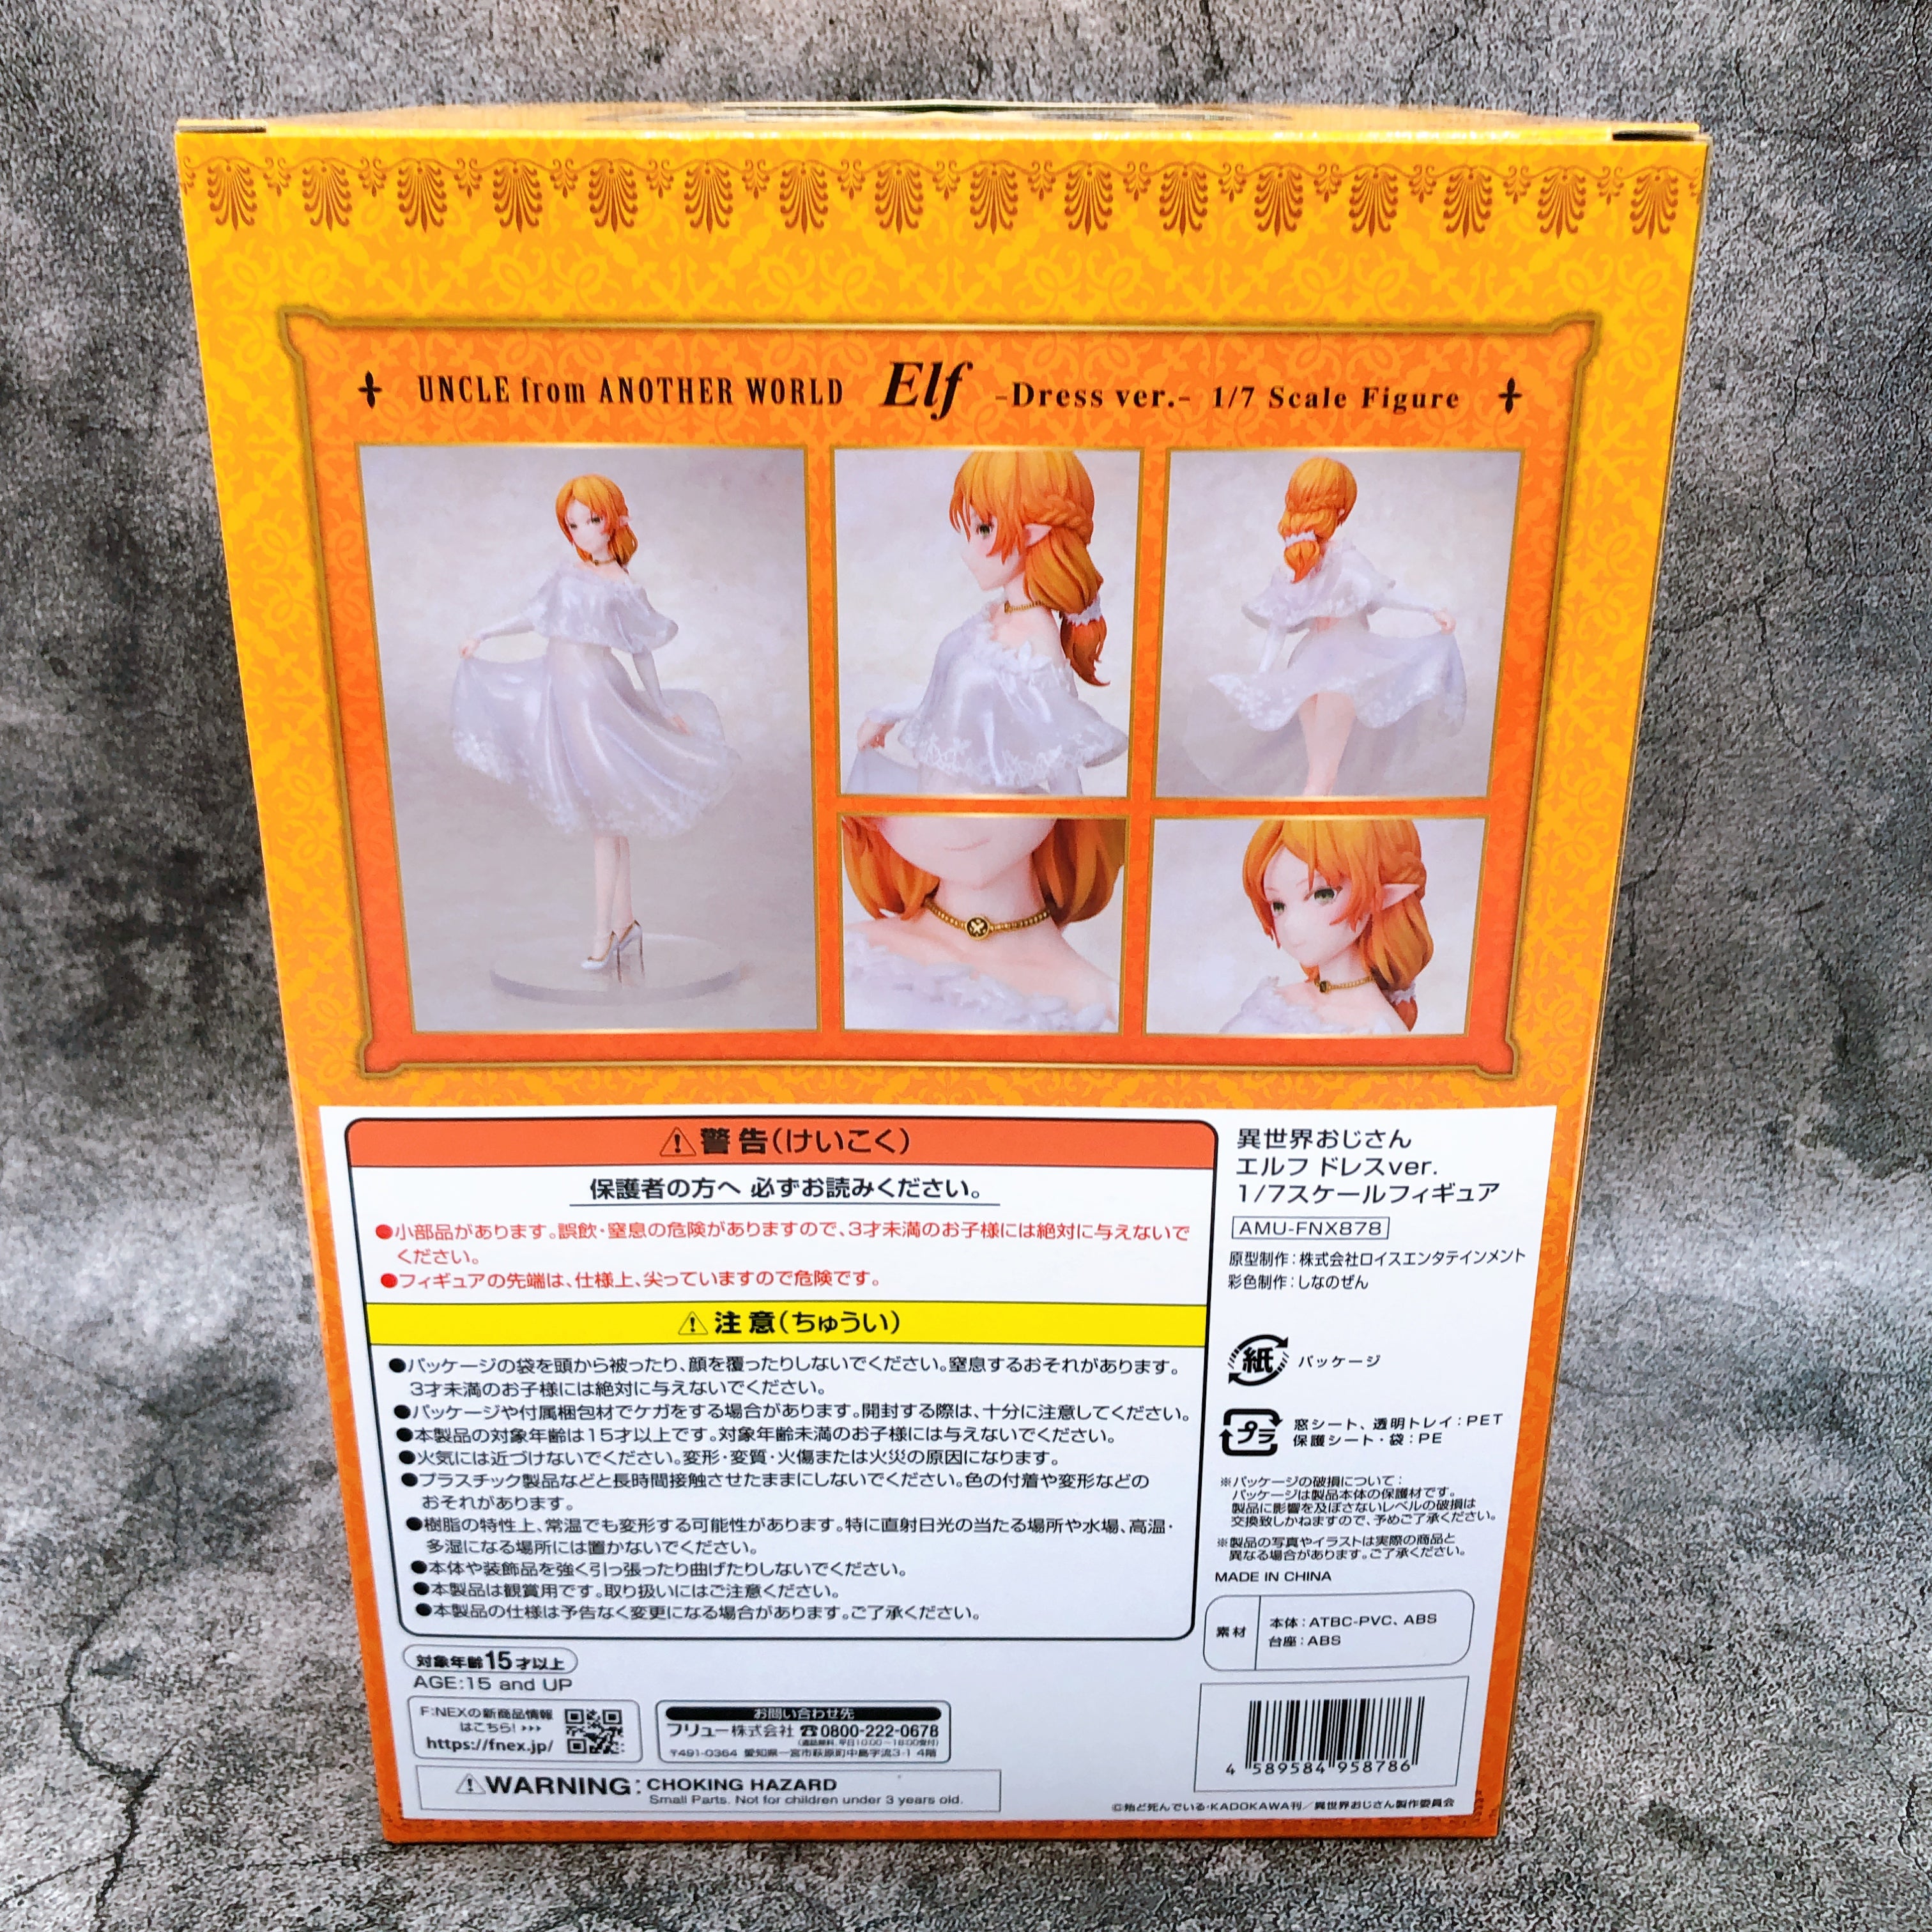 UNCLE from ANOTHER WORLD Elf -Dress ver.- 1/7 Scale Figure
⚠警告(けいこく)
保護者の方へ 必ずお読みください。
●小部品があります。誤飲・窒息の危険がありますので、3才未満のお子様には絶対に与えないで
ください。
●フィギュアの先端は、仕様上、尖っていますので危険です。
⚠注意(ちゅうい)
●パッケージの袋を頭から被ったり、顔を覆ったりしないでください。窒息するおそれがあります。
3才未満のお子様には絶対に与えないでください。
●パッケージや付属梱包材でケガをする場合があります。開封する際は、十分に注意してください。
●本製品の対象年齢は15才以上です。対象年齢未満のお子様には与えないでください。
●火気には近づけないでください。変形・変質・火傷または火災の原因になります。
●プラスチック製品などと長時間接触させたままにしないでください。色の付着や変形などの
おそれがあります。
●樹脂の特性上、常温でも変形する可能性があります。特に直射日光の当たる場所や水場、高温・
多湿になる場所には置かないでください。
●本体や装飾品を強く引っ張ったり曲げたりしないでください。
●本製品は観賞用です。取り扱いにはご注意ください。
●本製品の仕様は予告なく変更になる場合があります。ご了承ください。
対象年齢15才以上
AGE:15 and UP
F:NEXの新商品情報
はこちら!>>>
https://fnex.jp/
お問い合わせ先
フリュー株式会社 ☎0800-222-0678
(通話無料、平日10:00~16:00受付)
〒491-0364 愛知県一宮市萩原町中島字流3-1 4階
⚠WARNING: CHOKING HAZARD
Small Parts. Not for children under 3 years old.
異世界おじさん
エルフ ドレスver.
1/7スケールフィギュア
AMU-FNX878
原型制作:株式会社ロイスエンタテインメント
彩色制作:しなのぜん
紙 パッケージ
プラ 窓シート、透明トレイ:PET
保護シート・袋:PE
※パッケージの破損について:
パッケージは製品本体の保護材です。
製品に影響を及ぼさないレベルの破損は
交換致しかねますので、予めご了承ください。
※製品の写真やイラストは実際の商品と
異なる場合があります。ご了承ください。
MADE IN CHINA
素材 本体:ATBC-PVC、ABS
台座:ABS
4 589584 958786
©殆ど死んでいる・KADOKAWA刊/異世界おじさん製作委員会